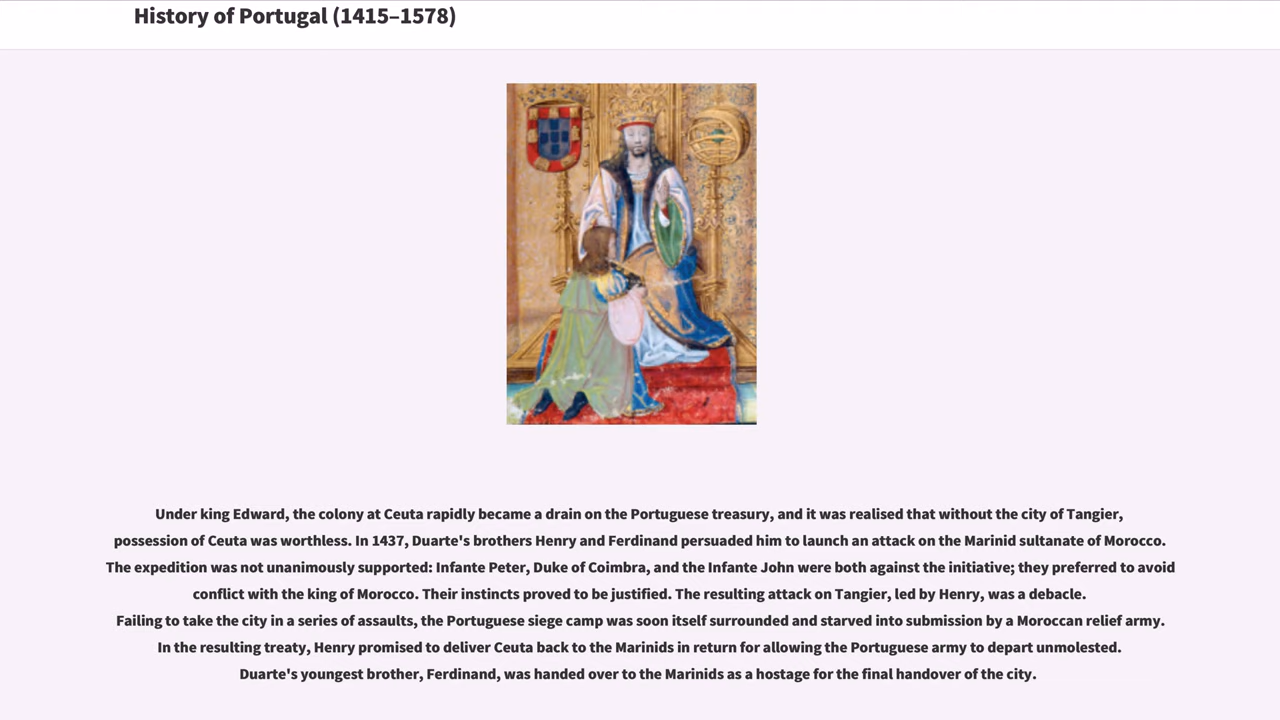 History of Portugal (1415–1578)
Under king Edward, the colony at Ceuta rapidly became a drain on the Portuguese treasury, and it was realised that without the city of Tangier,
possession of Ceuta was worthless. In 1437, Duarte's brothers Henry and Ferdinand persuaded him to launch an attack on the Marinid sultanate of Morocco.
The expedition was not unanimously supported: Infante Peter, Duke of Coimbra, and the Infante John were both against the initiative; they preferred to avoid
conflict with the king of Morocco. Their instincts proved to be justified. The resulting attack on Tangier, led by Henry, was a debacle.
Failing to take the city in a series of assaults, the Portuguese siege camp was soon itself surrounded and starved into submission by a Moroccan relief army.
In the resulting treaty, Henry promised to deliver Ceuta back to the Marinids in return for allowing the Portuguese army to depart unmolested.
Duarte's youngest brother, Ferdinand, was handed over to the Marinids as a hostage for the final handover of the city.